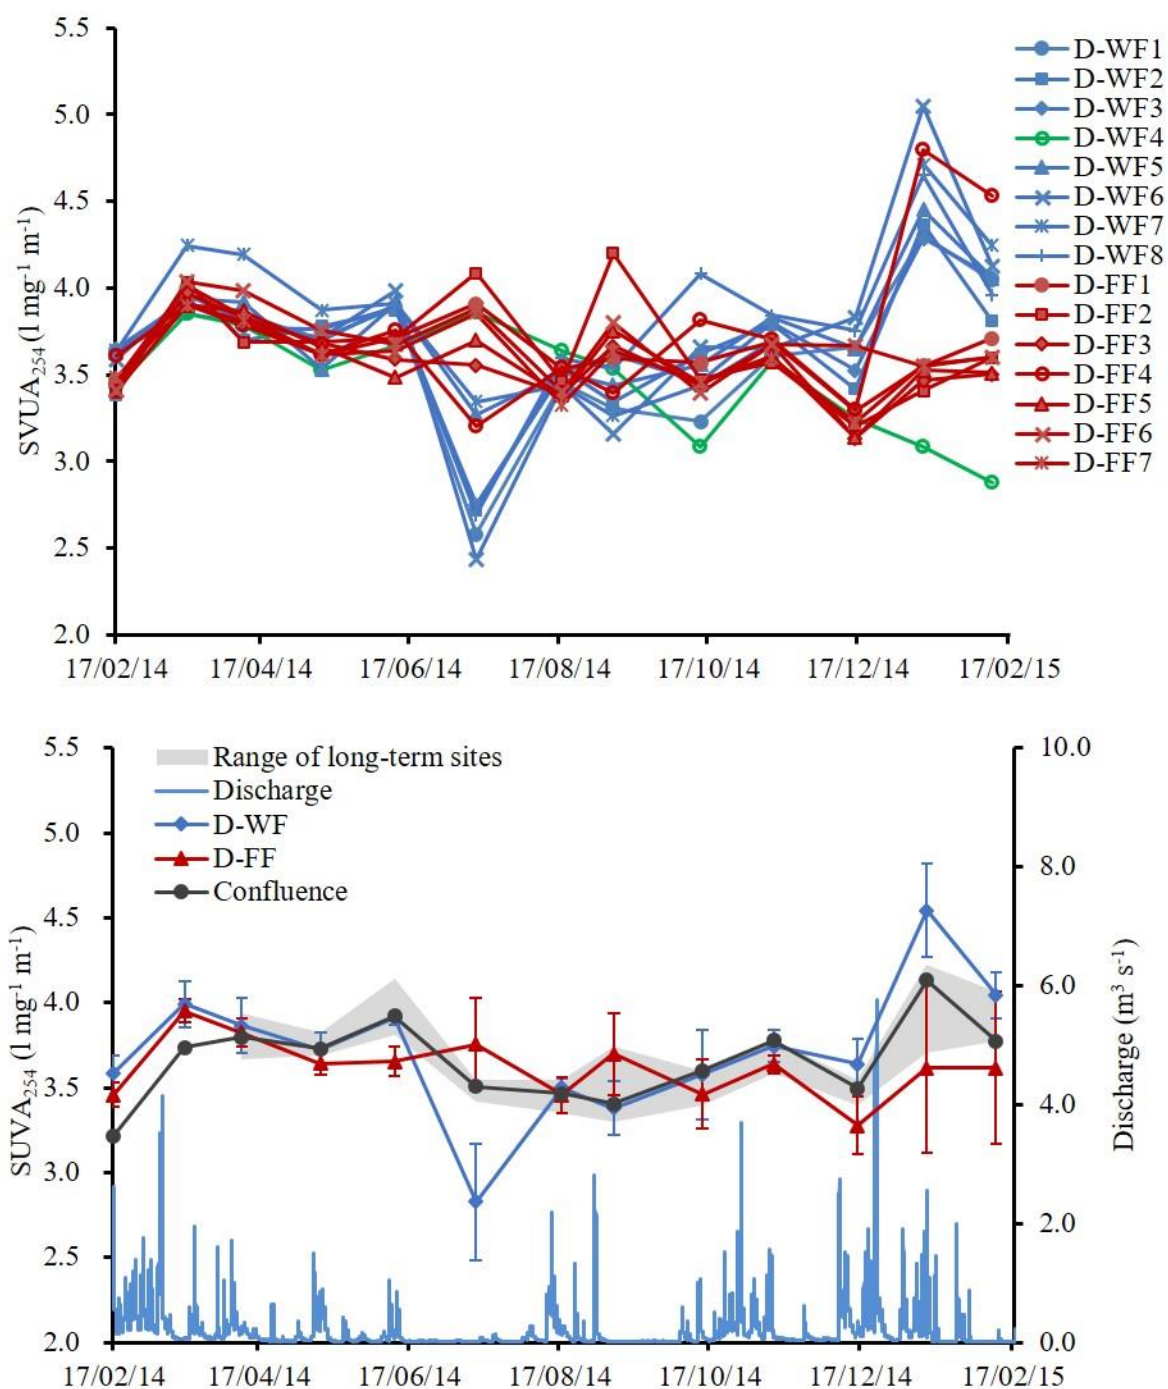 5.5
5.0
4.5
4.0
3.5
3.0
2.5
2.0
SVUA254 (l mg-1 m-1)
17/02/14 17/04/14 17/06/14 17/08/14 17/10/14 17/12/14 17/02/15
D-WF1
D-WF2
D-WF3
D-WF4
D-WF5
D-WF6
D-WF7
D-WF8
D-FF1
D-FF2
D-FF3
D-FF4
D-FF5
D-FF6
D-FF7
5.5
5.0
4.5
4.0
3.5
3.0
2.5
2.0
SUVA254 (l mg-1 m-1)
Range of long-term sites
Discharge
D-WF
D-FF
Confluence
10.0
8.0
6.0
4.0
2.0
0.0
Discharge (m3 s-1)
17/02/14 17/04/14 17/06/14 17/08/14 17/10/14 17/12/14 17/02/15